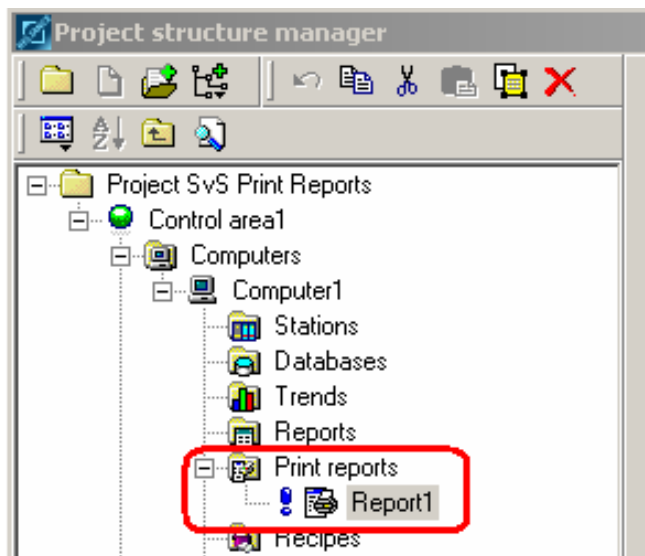 Project structure manager
Project SvS Print Reports
Control area1
Computers
Computer1
Stations
Databases
Trends
Reports
Print reports
Report1
Recipes